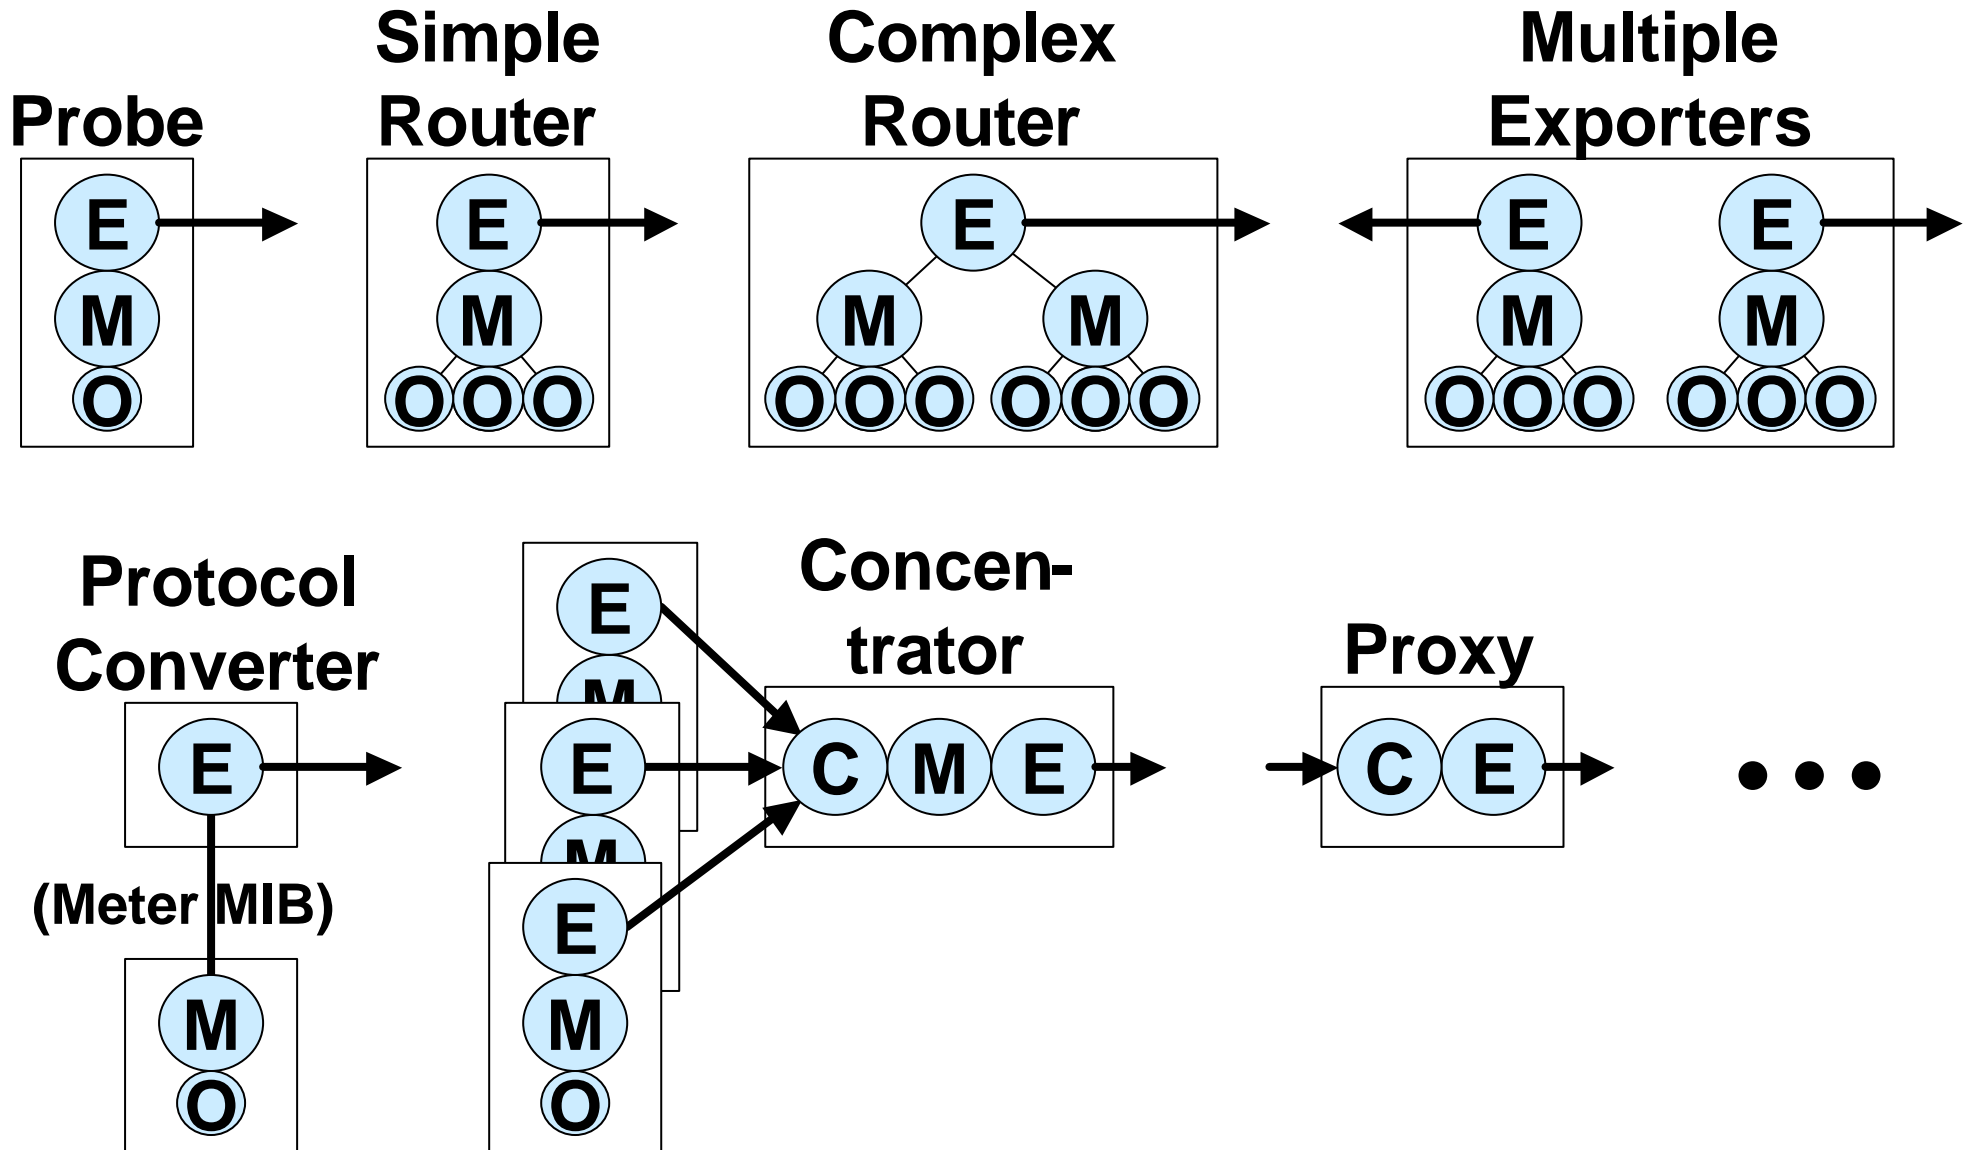 Probe
Simple
Router
Complex
Router
Multiple
Exporters
E
M
O
E
M
O O O
E
M M
O O O O O O
E E
M M
O O O O O O
Protocol
Converter
E
(Meter MIB)
M
O
E
M
E
M
E
M
O
Concen-
trator
C M E
Proxy
C E
• • •